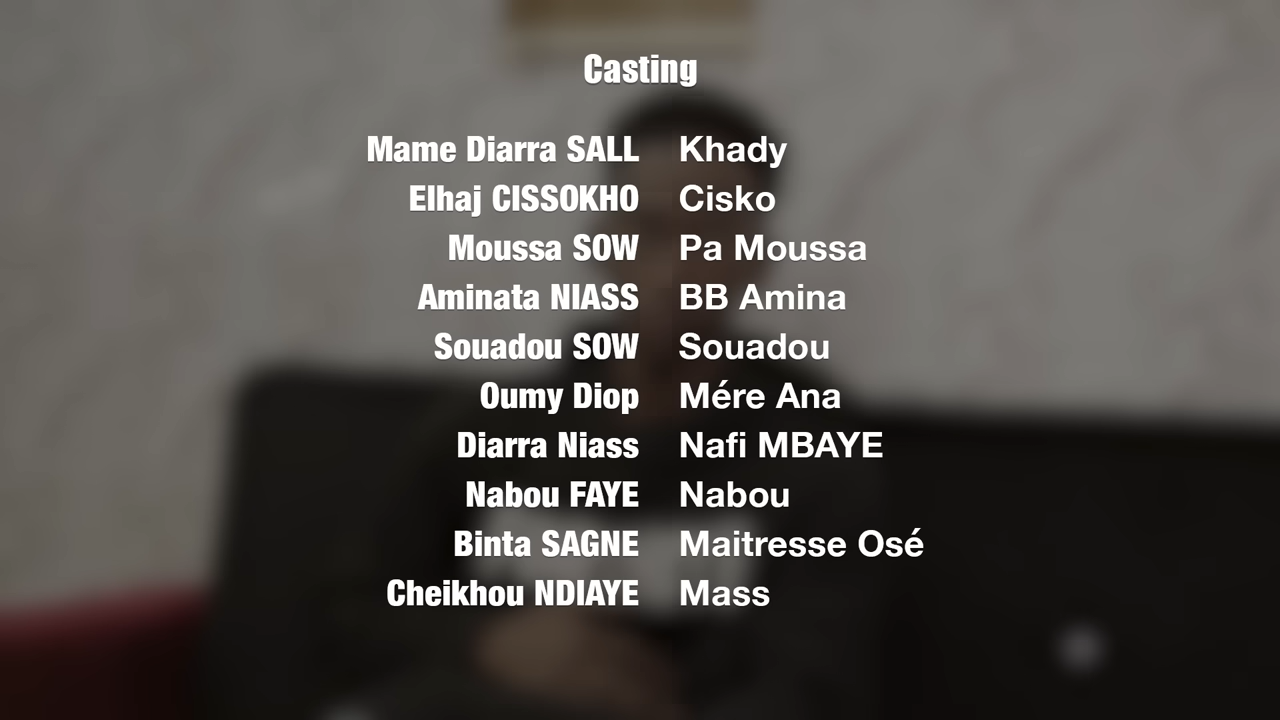 Casting
Mame Diarra SALL Khady
Elhaj CISSOKHO Cisko
Moussa SOW Pa Moussa
Aminata NIASS BB Amina
Souadou SOW Souadou
Oumy Diop Mére Ana
Diarra Niass Nafi MBAYE
Nabou FAYE Nabou
Binta SAGNE Maitresse Osé
Cheikhou NDIAYE Mass